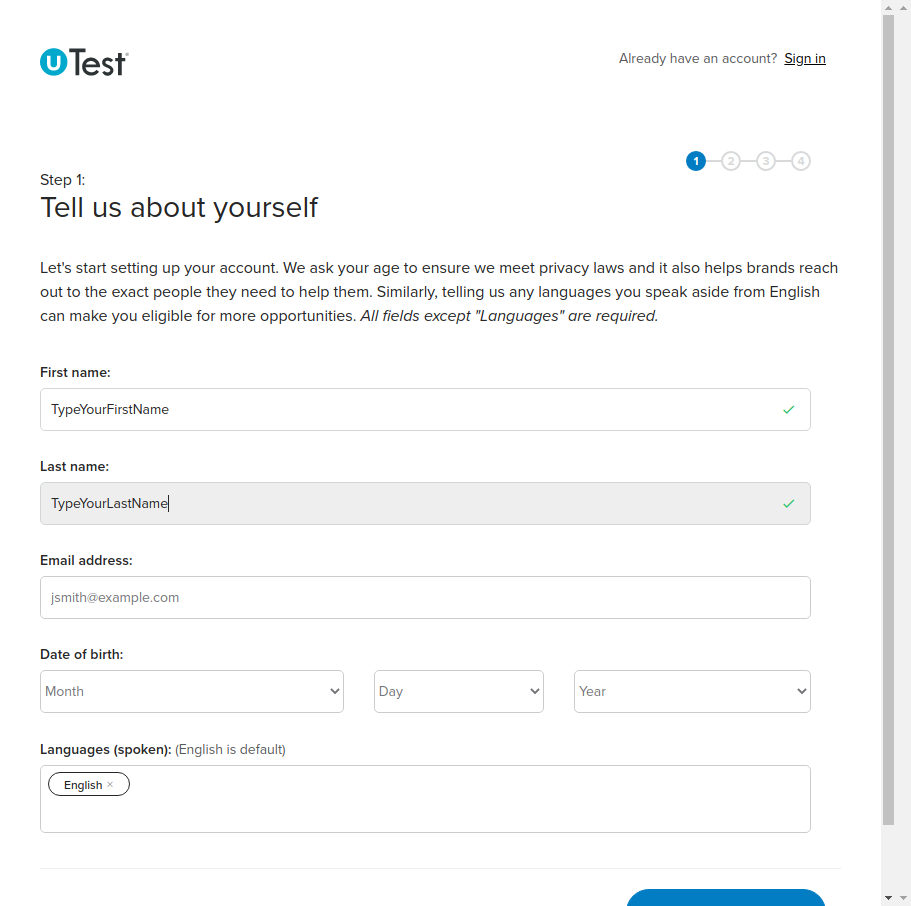 uTest
Already have an account? Sign in
1 2 3 4
Step 1:
Tell us about yourself
Let's start setting up your account. We ask your age to ensure we meet privacy laws and it also helps brands reach
out to the exact people they need to help them. Similarly, telling us any languages you speak aside from English
can make you eligible for more opportunities. All fields except "Languages" are required.
First name:
TypeYourFirstName
Last name:
TypeYourLastName
Email address:
jsmith@example.com
Date of birth:
Month Day Year
Languages (spoken): (English is default)
English ×